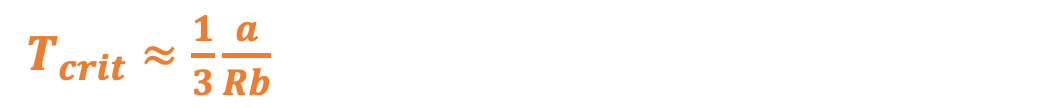 T_crit ≈ 1/3 a/Rb